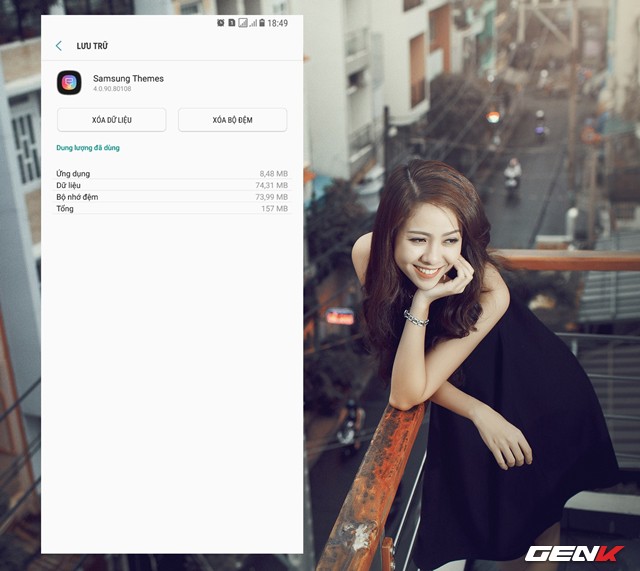 18:49
LƯU TRỮ
Samsung Themes
4.0.90.80108
XÓA DỮ LIỆU XÓA BỘ ĐỆM
Dung lượng đã dùng
Ứng dụng 8,48 MB
Dữ liệu 74,31 MB
Bộ nhớ đệm 73,99 MB
Tổng 157 MB
GENK